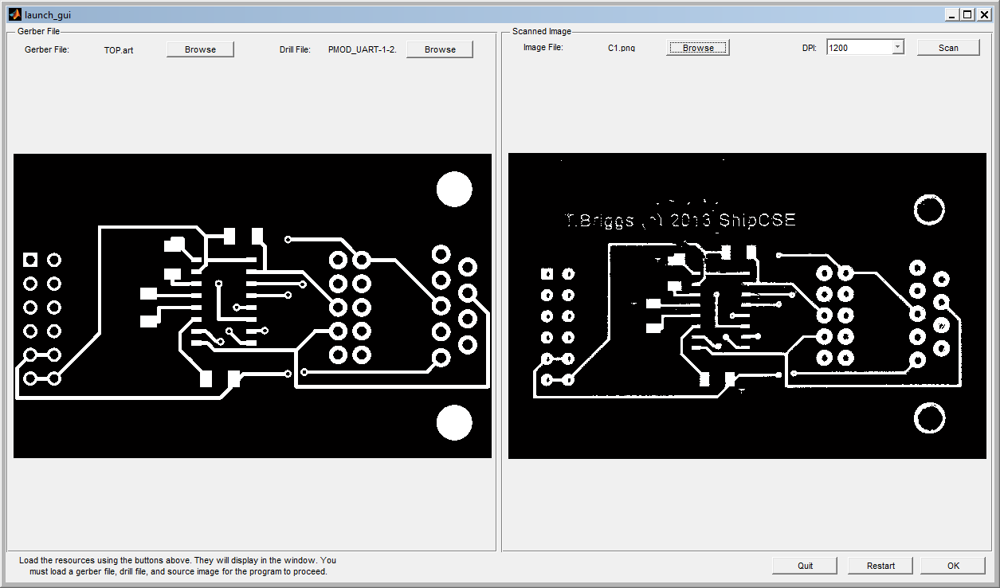 launch_gui
Gerber File
Gerber File:
TOP.art
Browse
Drill File:
PMOD_UART-1-2.
Browse
Scanned Image
Image File:
C1.png
Browse
DPI:
1200
Scan
T.Briggs (c) 2013 ShipCSE
Load the resources using the buttons above. They will display in the window. You
must load a gerber file, drill file, and source image for the program to proceed.
Quit
Restart
OK